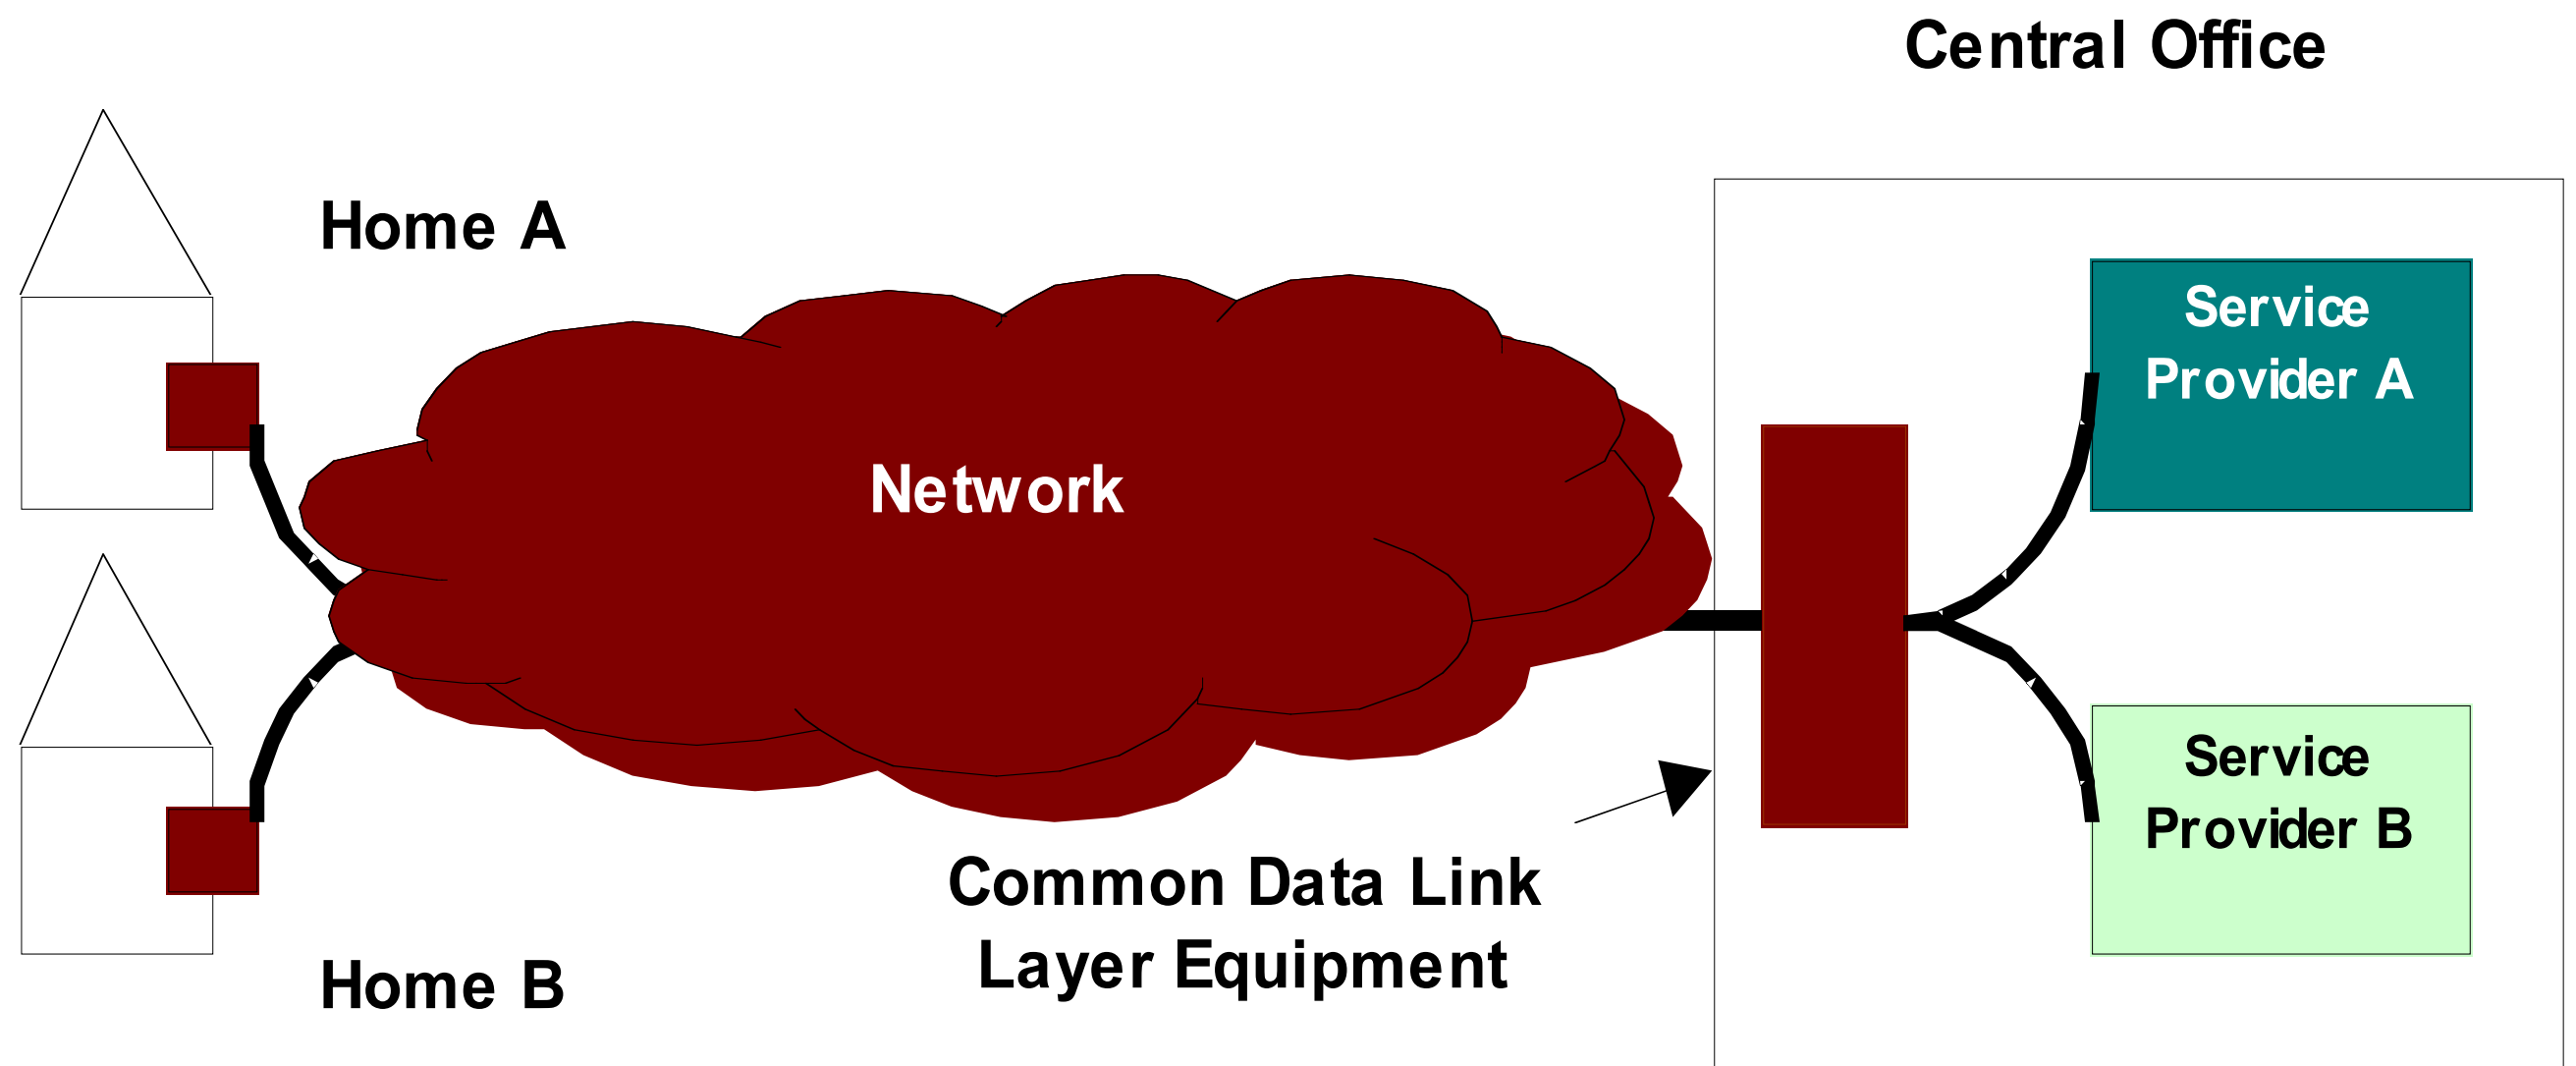 Central Office
Home A
Service
Provider A
Network
Service
Provider B
Common Data Link
Layer Equipment
Home B